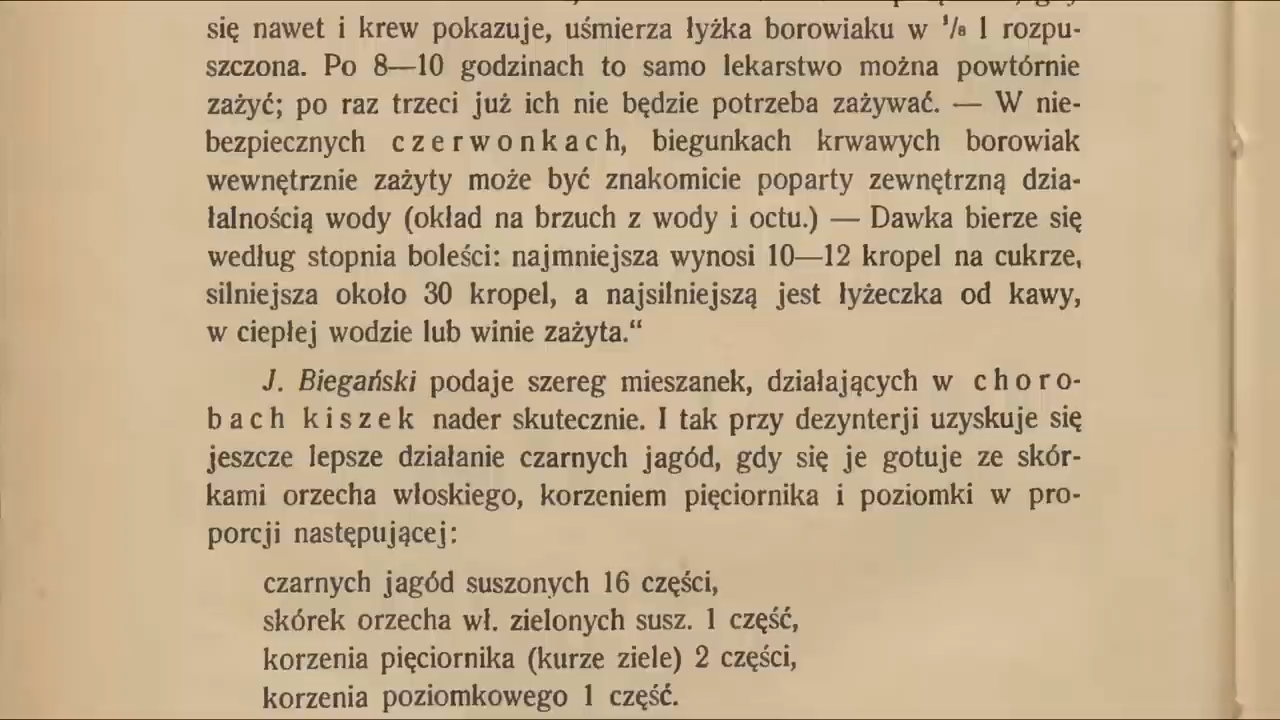 się nawet i krew pokazuje, uśmierza łyżka borowiaku w ⅛ l rozpu-
szczona. Po 8—10 godzinach to samo lekarstwo można powtórnie
zażyć; po raz trzeci już ich nie będzie potrzeba zażywać. — W nie-
bezpiecznych czerwonkach, biegunkach krwawych borowiak
wewnętrznie zażyty może być znakomicie poparty zewnętrzną dzia-
łalnością wody (okład na brzuch z wody i octu.) — Dawka bierze się
według stopnia boleści: najmniejsza wynosi 10—12 kropel na cukrze,
silniejsza około 30 kropel, a najsilniejszą jest łyżeczka od kawy,
w ciepłej wodzie lub winie zażyta.“
J. Biegański podaje szereg mieszanek, działających w choro-
bach kiszek nader skutecznie. I tak przy dezynterji uzyskuje się
jeszcze lepsze działanie czarnych jagód, gdy się je gotuje ze skór-
kami orzecha włoskiego, korzeniem pięciornika i poziomki w pro-
porcji następującej:
czarnych jagód suszonych 16 części,
skórek orzecha wł. zielonych susz. 1 część,
korzenia pięciornika (kurze ziele) 2 części,
korzenia poziomkowego 1 część.